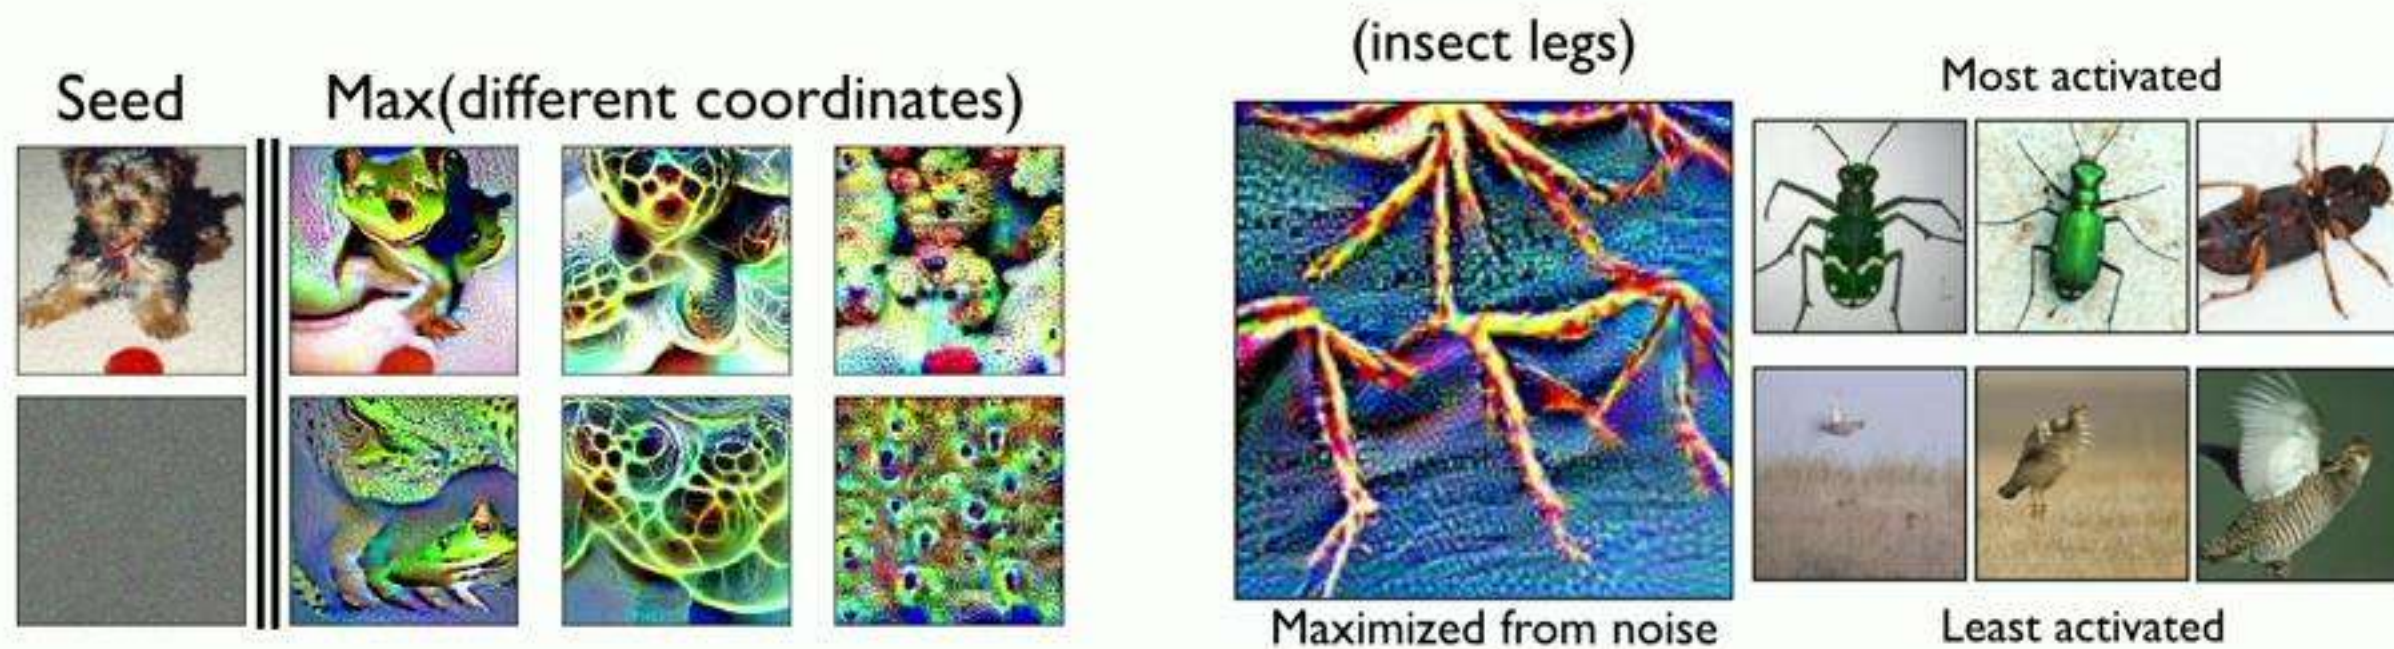 Seed
Max(different coordinates)
(insect legs)
Most activated
Maximized from noise
Least activated